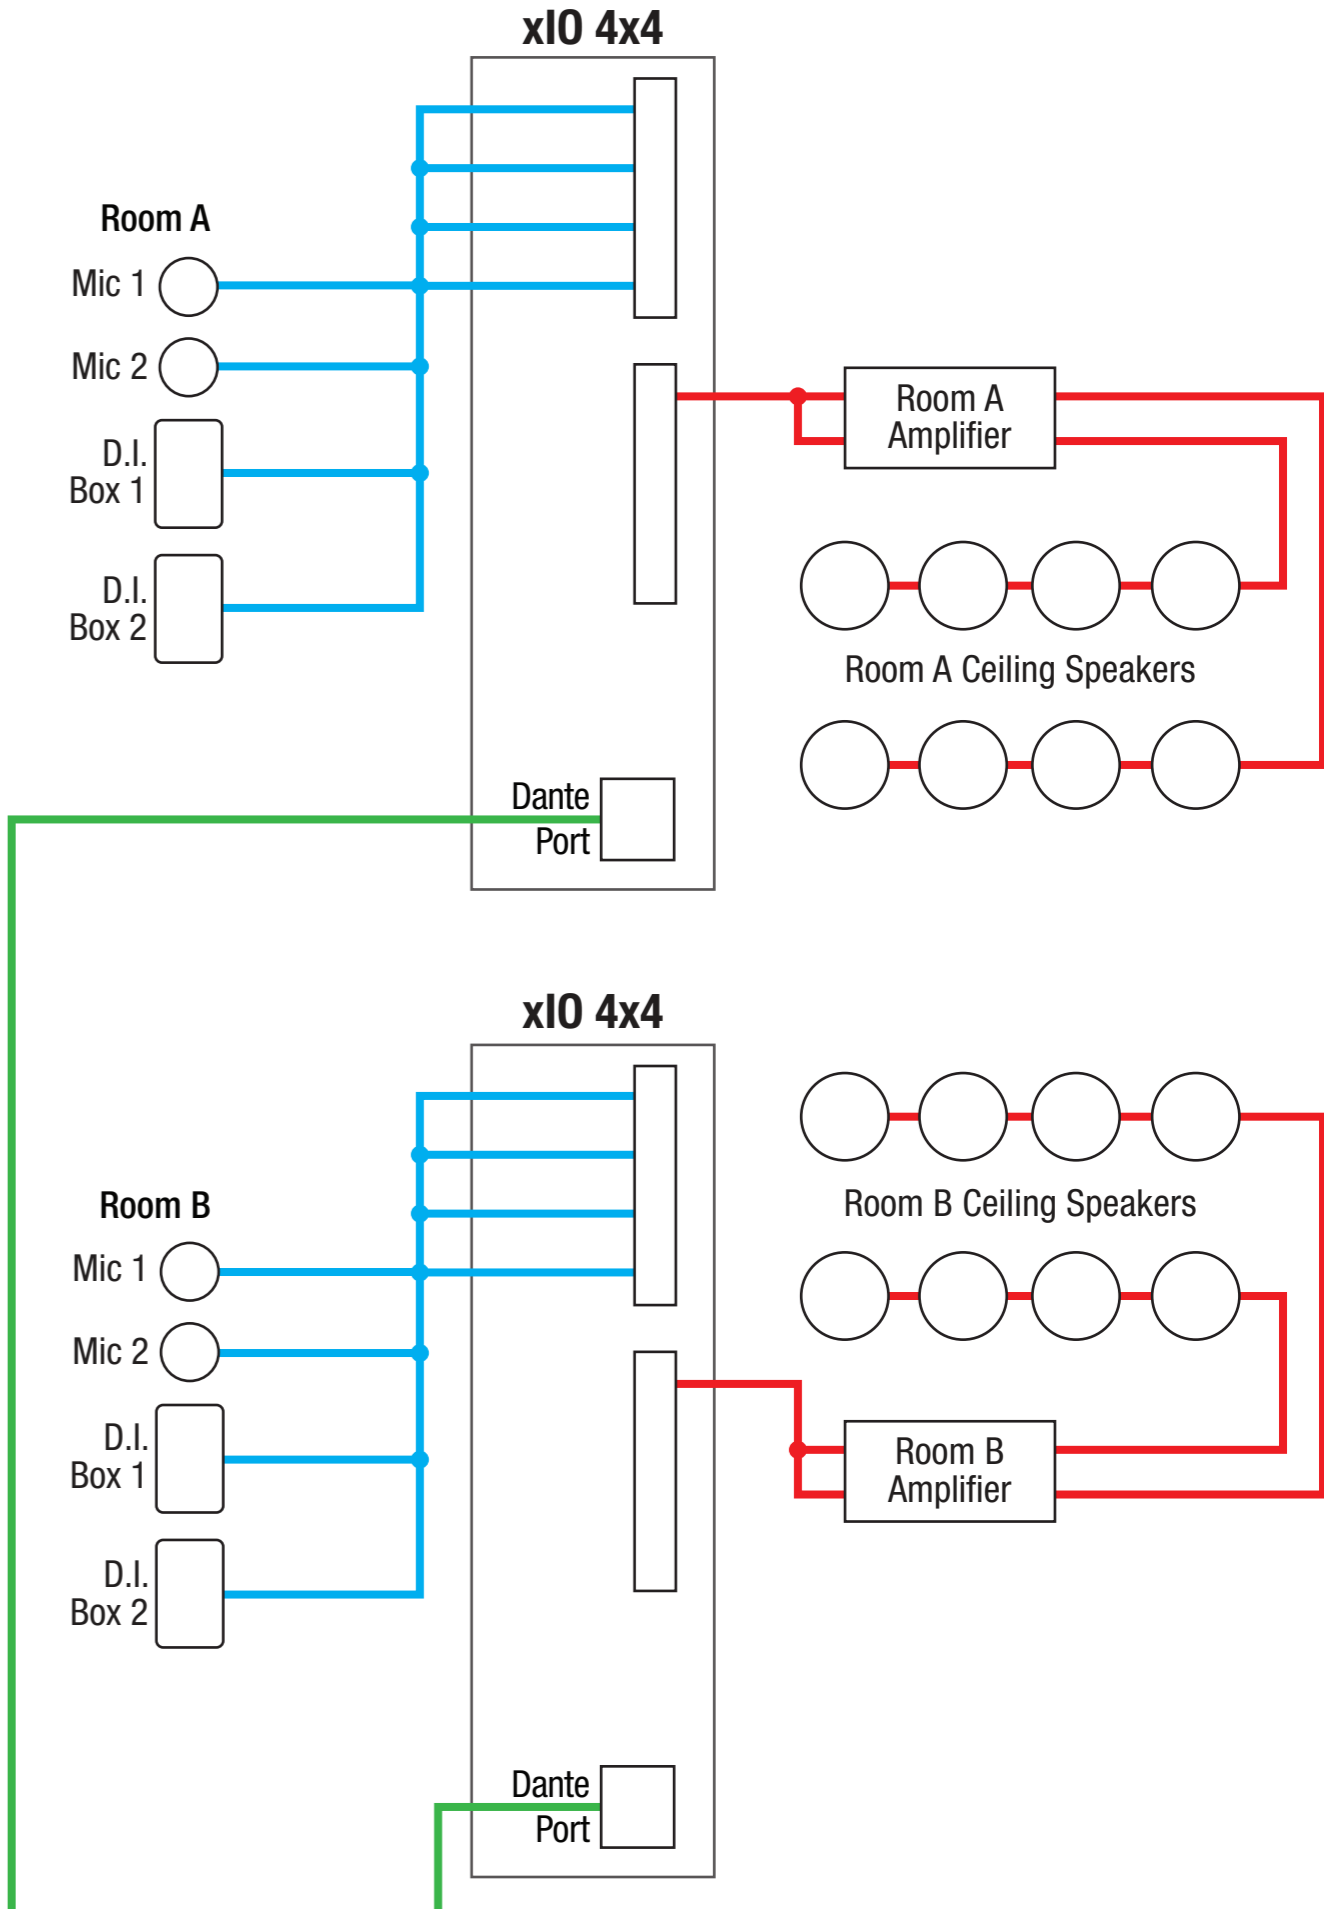 xIO 4x4
Room A
Mic 1
Mic 2
D.I.
Box 1
D.I.
Box 2
Room A
Amplifier
Room A Ceiling Speakers
Dante
Port
xIO 4x4
Room B
Mic 1
Mic 2
D.I.
Box 1
D.I.
Box 2
Room B Ceiling Speakers
Room B
Amplifier
Dante
Port